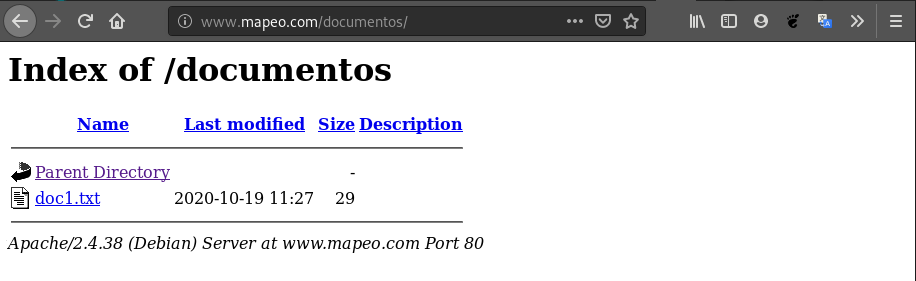 www.mapeo.com/documentos/
Index of /documentos
Name Last modified Size Description
Parent Directory -
doc1.txt 2020-10-19 11:27 29
Apache/2.4.38 (Debian) Server at www.mapeo.com Port 80